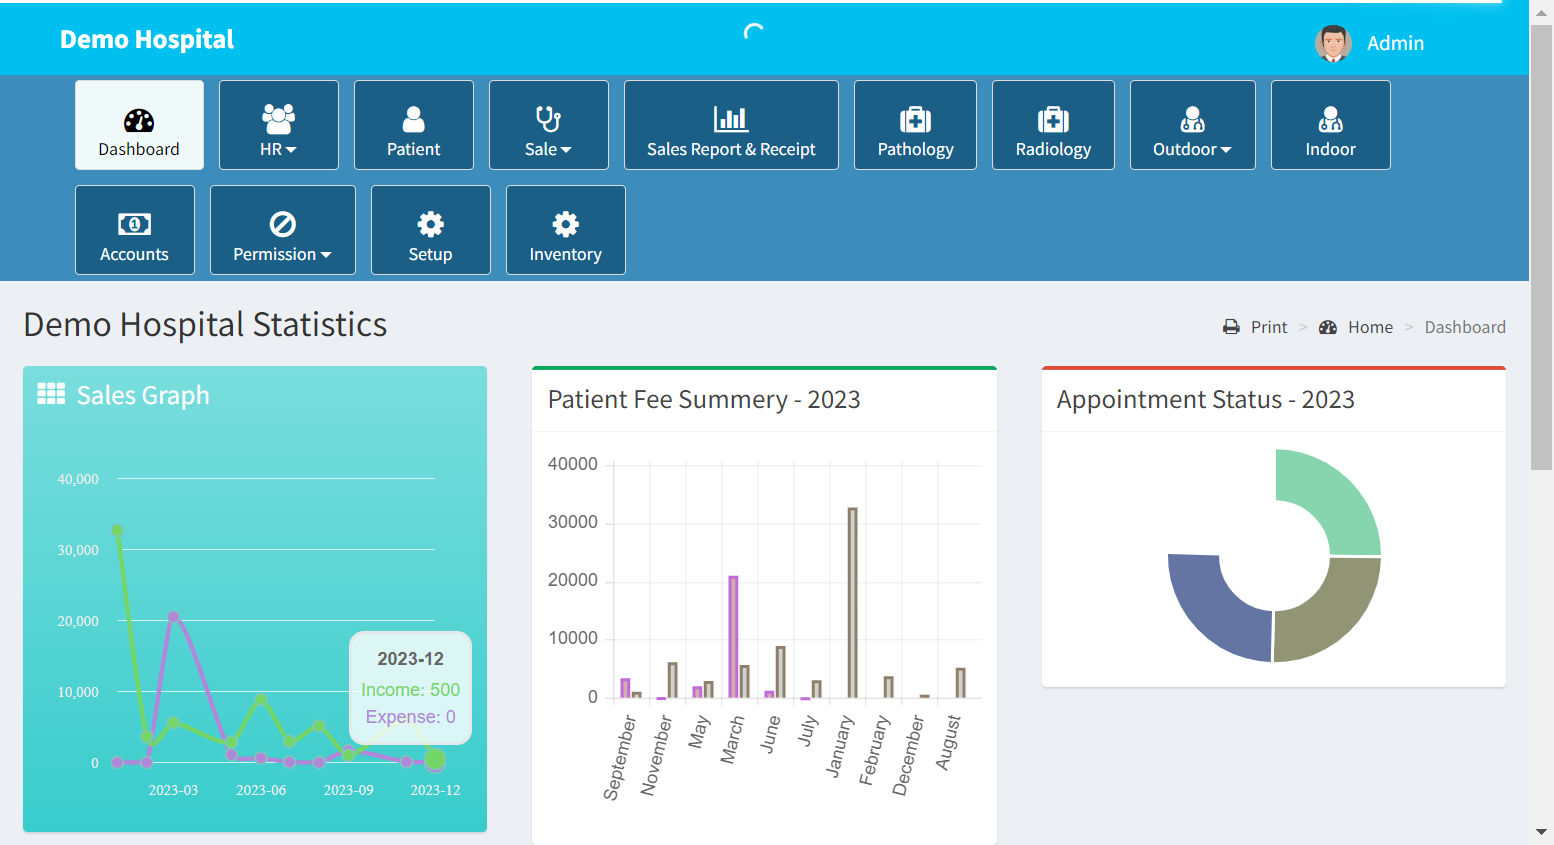 Demo Hospital
Admin
Dashboard
HR
Patient
Sale
Sales Report & Receipt
Pathology
Radiology
Outdoor
Indoor
Accounts
Permission
Setup
Inventory
Demo Hospital Statistics
Print > Home > Dashboard
Sales Graph
40,000
30,000
20,000
10,000
0
2023-12
Income: 500
Expense: 0
2023-03
2023-06
2023-09
2023-12
Patient Fee Summery - 2023
40000
30000
20000
10000
0
September
November
May
March
June
July
January
February
December
August
Appointment Status - 2023